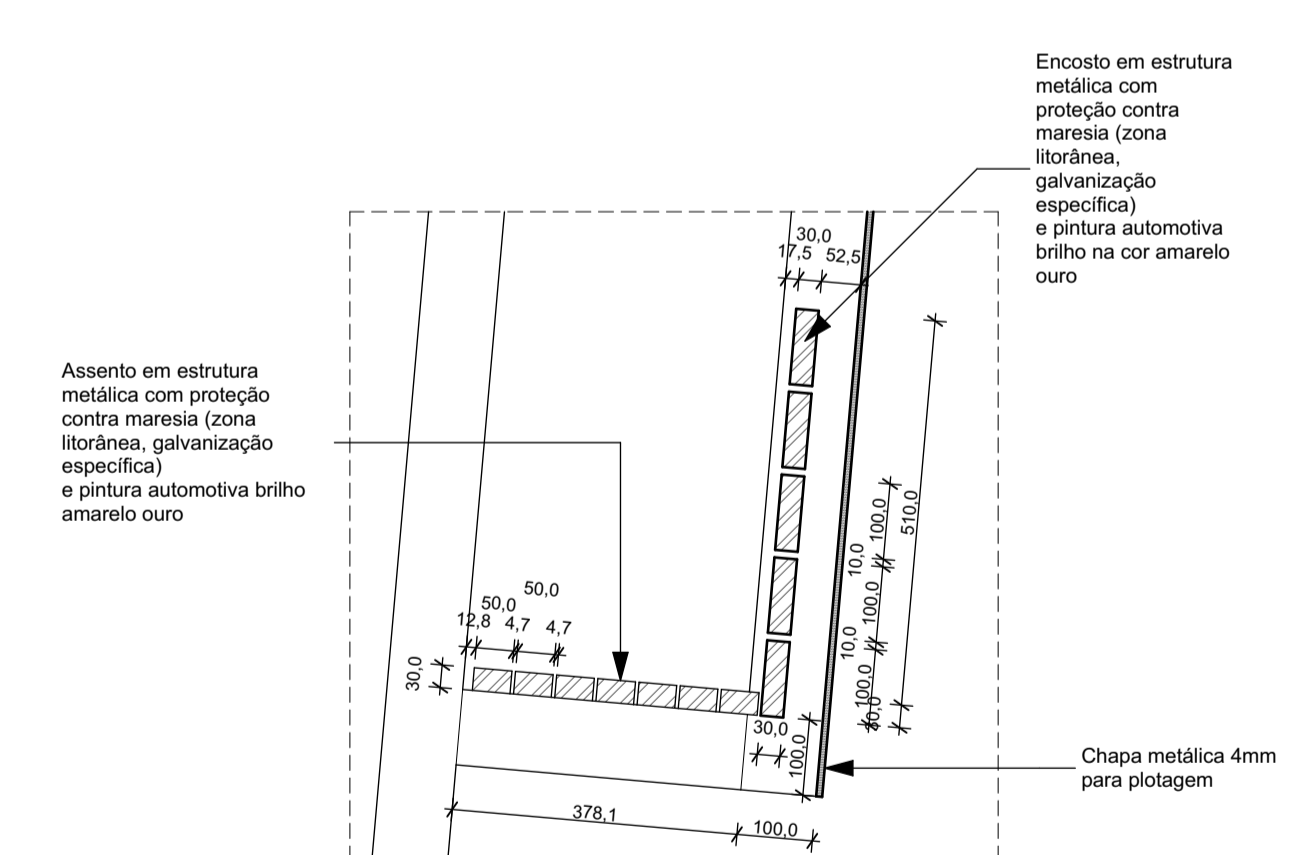 Encosto em estrutura
metálica com
proteção contra
maresia (zona
litorânea,
galvanização
específica)
e pintura automotiva
brilho na cor amarelo
ouro
30,0
17,5 52,5
Assento em estrutura
metálica com proteção
contra maresia (zona
litorânea, galvanização
específica)
e pintura automotiva brilho
amarelo ouro
510,0
100,0
10,0
100,0
10,0
100,0
50,0
50,0
12,8 4,7 4,7
30,0
30,0
100,0
Chapa metálica 4mm
para plotagem
378,1
100,0